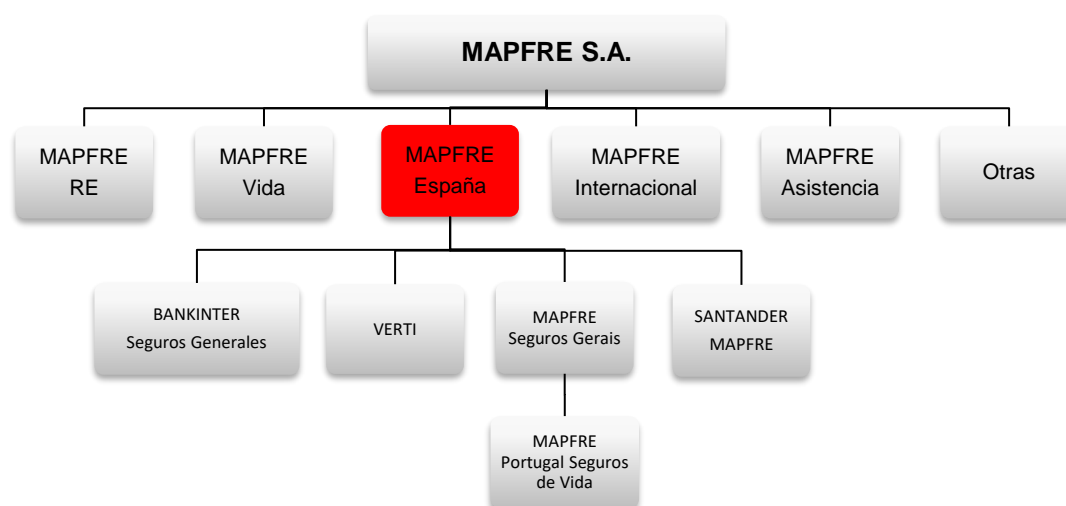 MAPFRE S.A.
MAPFRE
RE
MAPFRE
Vida
MAPFRE
España
MAPFRE
Internacional
MAPFRE
Asistencia
Otras
BANKINTER
Seguros Generales
VERTI
MAPFRE
Seguros Gerais
SANTANDER
MAPFRE
MAPFRE
Portugal Seguros
de Vida